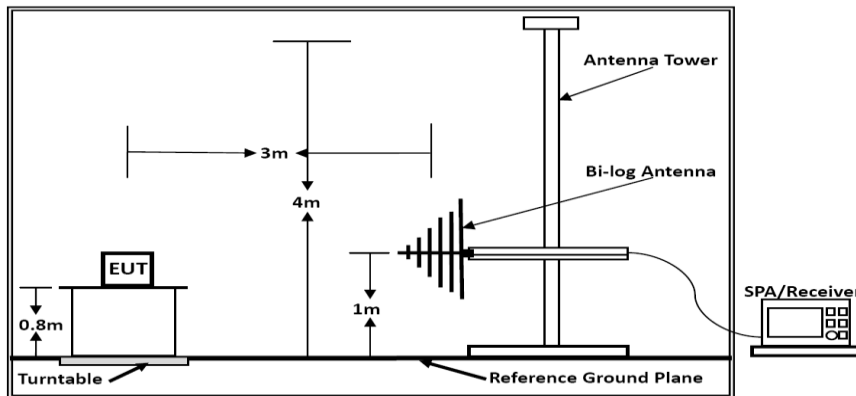 Antenna Tower
3m
Bi-log Antenna
4m
EUT
SPA/Receiver
0.8m
1m
Turntable
Reference Ground Plane